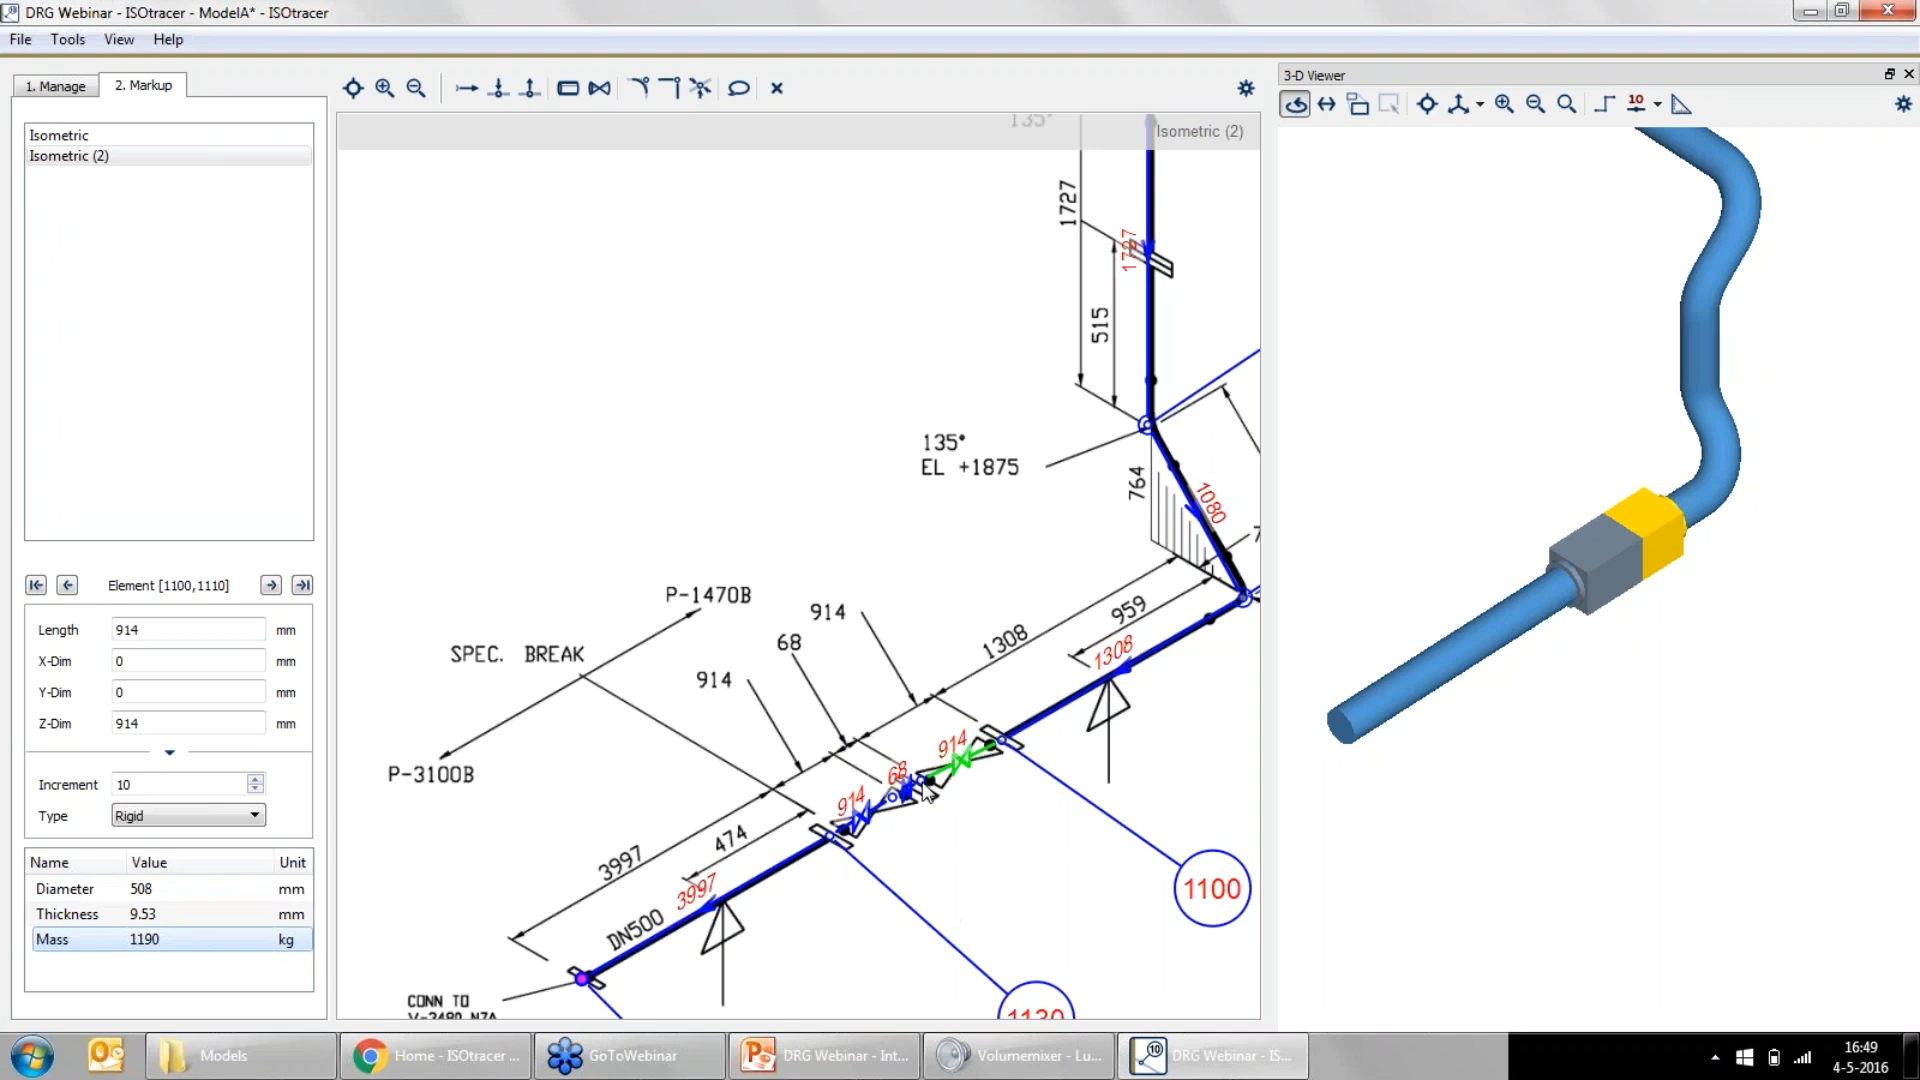 DRG Webinar - ISOtracer - ModelA* - ISOtracer
File Tools View Help
1. Manage 2. Markup
Isometric
Isometric (2)
Element [1100,1110]
Length 914 mm
X-Dim 0 mm
Y-Dim 0 mm
Z-Dim 914 mm
Increment 10
Type Rigid
Name Value Unit
Diameter 508 mm
Thickness 9.53 mm
Mass 1190 kg
Isometric (2)
135°
1727
1727
515
135°
EL +1875
764
1080
P-1470B
914
68
SPEC. BREAK
914
1308
959
1308
P-3100B
914
68
914
474
3997
3997
DN500
1100
1130
CONN TO
V-2480 N7A
3-D Viewer
10
Models
Home - ISOtracer ...
GoToWebinar
DRG Webinar - Int...
Volumemixer - Lu...
10
DRG Webinar - IS...
16:49
4-5-2016